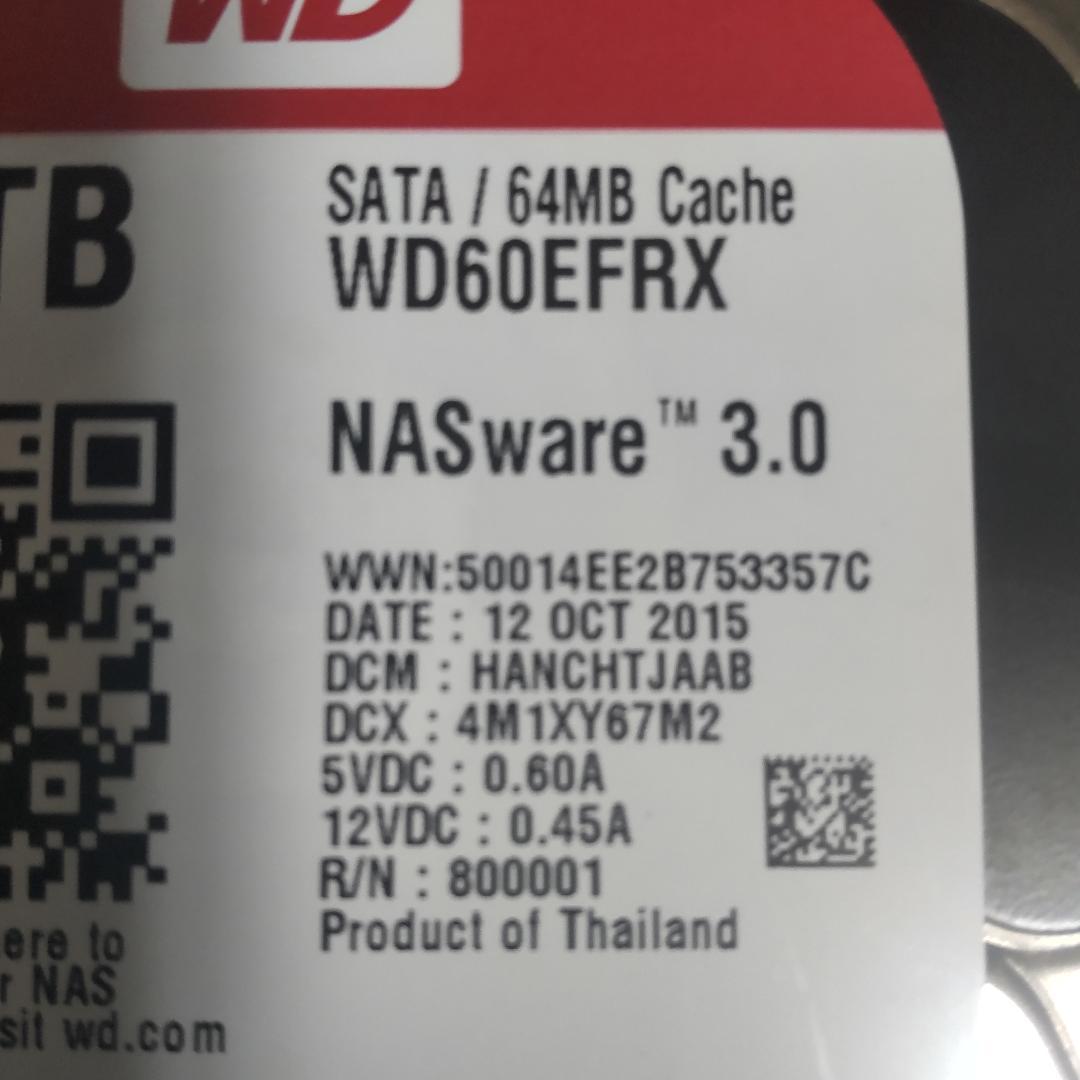 WD
TB
SATA / 64MB Cache
WD60EFRX
NASware™ 3.0
WWN:50014EE2B753357C
DATE : 12 OCT 2015
DCM : HANCHTJAAB
DCX : 4M1XY67M2
5VDC : 0.60A
12VDC : 0.45A
R/N : 800001
Product of Thailand
ere to
r NAS
sit wd.com